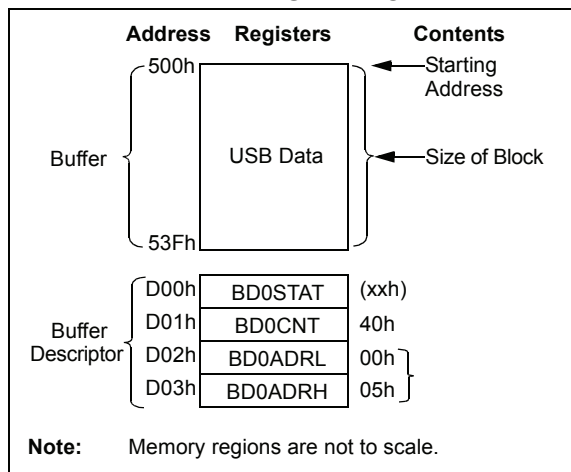 Address Registers Contents
500h
Starting
Address
Buffer
USB Data
Size of Block
53Fh
Buffer
Descriptor
D00h BD0STAT (xxh)
D01h BD0CNT 40h
D02h BD0ADRL 00h
D03h BD0ADRH 05h
Note: Memory regions are not to scale.